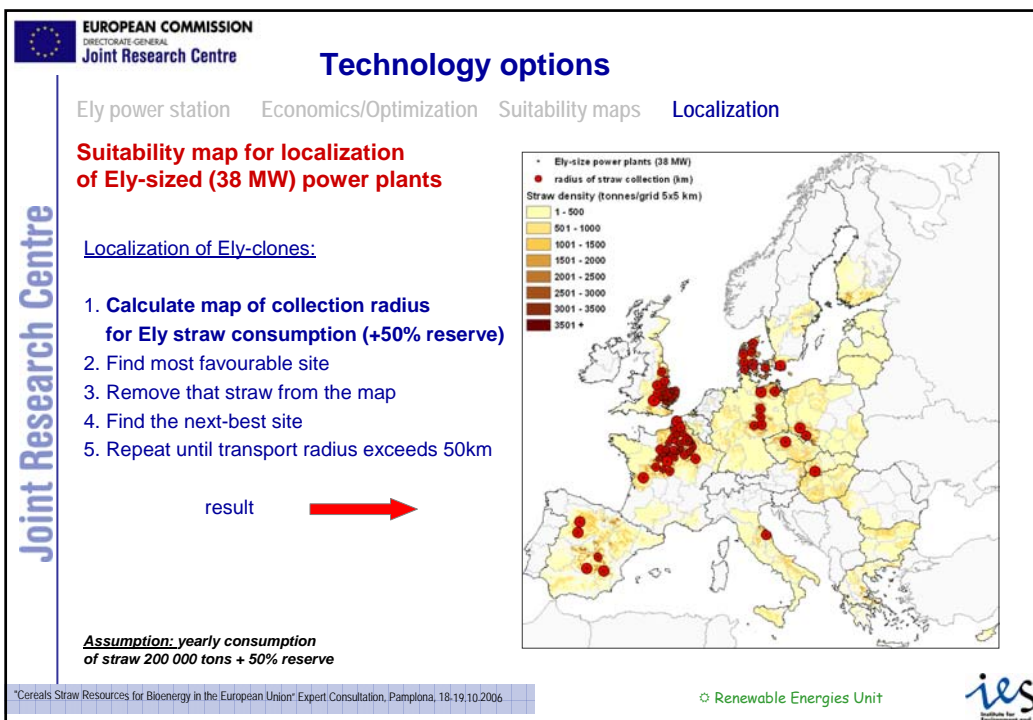 EUROPEAN COMMISSION
DIRECTORATE-GENERAL
Joint Research Centre
Technology options
Ely power station Economics/Optimization Suitability maps Localization
Joint Research Centre
Suitability map for localization
of Ely-sized (38 MW) power plants
Localization of Ely-clones:
1. Calculate map of collection radius
for Ely straw consumption (+50% reserve)
2. Find most favourable site
3. Remove that straw from the map
4. Find the next-best site
5. Repeat until transport radius exceeds 50km
result
Assumption: yearly consumption
of straw 200 000 tons + 50% reserve
Ely-size power plants (38 MW)
radius of straw collection (km)
Straw density (tonnes/grid 5x5 km)
1 - 500
501 - 1000
1001 - 1500
1501 - 2000
2001 - 2500
2501 - 3000
3001 - 3500
3501 +
"Cereals Straw Resources for Bioenergy in the European Union" Expert Consultation, Pamplona, 18-19.10.2006
Renewable Energies Unit
ies
Institute for